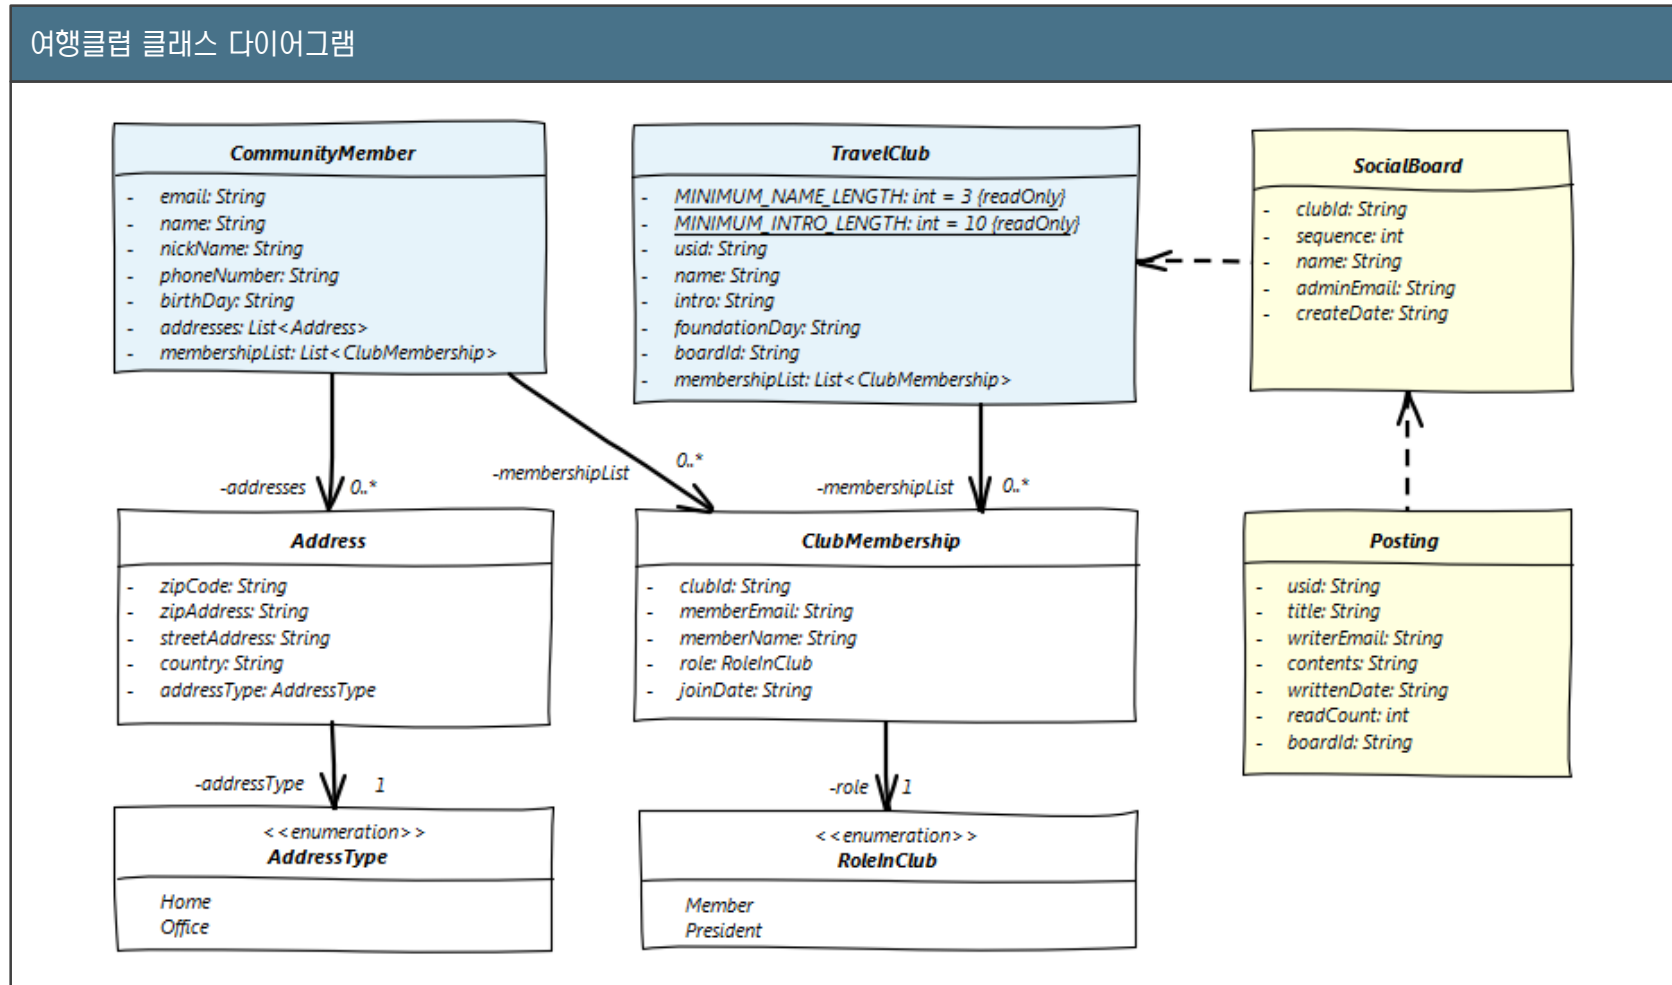 여행클럽 클래스 다이어그램
CommunityMember
- email: String
- name: String
- nickName: String
- phoneNumber: String
- birthDay: String
- addresses: List<Address>
- membershipList: List<ClubMembership>
TravelClub
- MINIMUM_NAME_LENGTH: int = 3 {readOnly}
- MINIMUM_INTRO_LENGTH: int = 10 {readOnly}
- usid: String
- name: String
- intro: String
- foundationDay: String
- boardId: String
- membershipList: List<ClubMembership>
SocialBoard
- clubId: String
- sequence: int
- name: String
- adminEmail: String
- createDate: String
-addresses 0..*
-membershipList 0..*
-membershipList 0..*
Address
- zipCode: String
- zipAddress: String
- streetAddress: String
- country: String
- addressType: AddressType
ClubMembership
- clubId: String
- memberEmail: String
- memberName: String
- role: RoleInClub
- joinDate: String
Posting
- usid: String
- title: String
- writerEmail: String
- contents: String
- writtenDate: String
- readCount: int
- boardId: String
-addressType 1
-role 1
<<enumeration>>
AddressType
Home
Office
<<enumeration>>
RoleInClub
Member
President